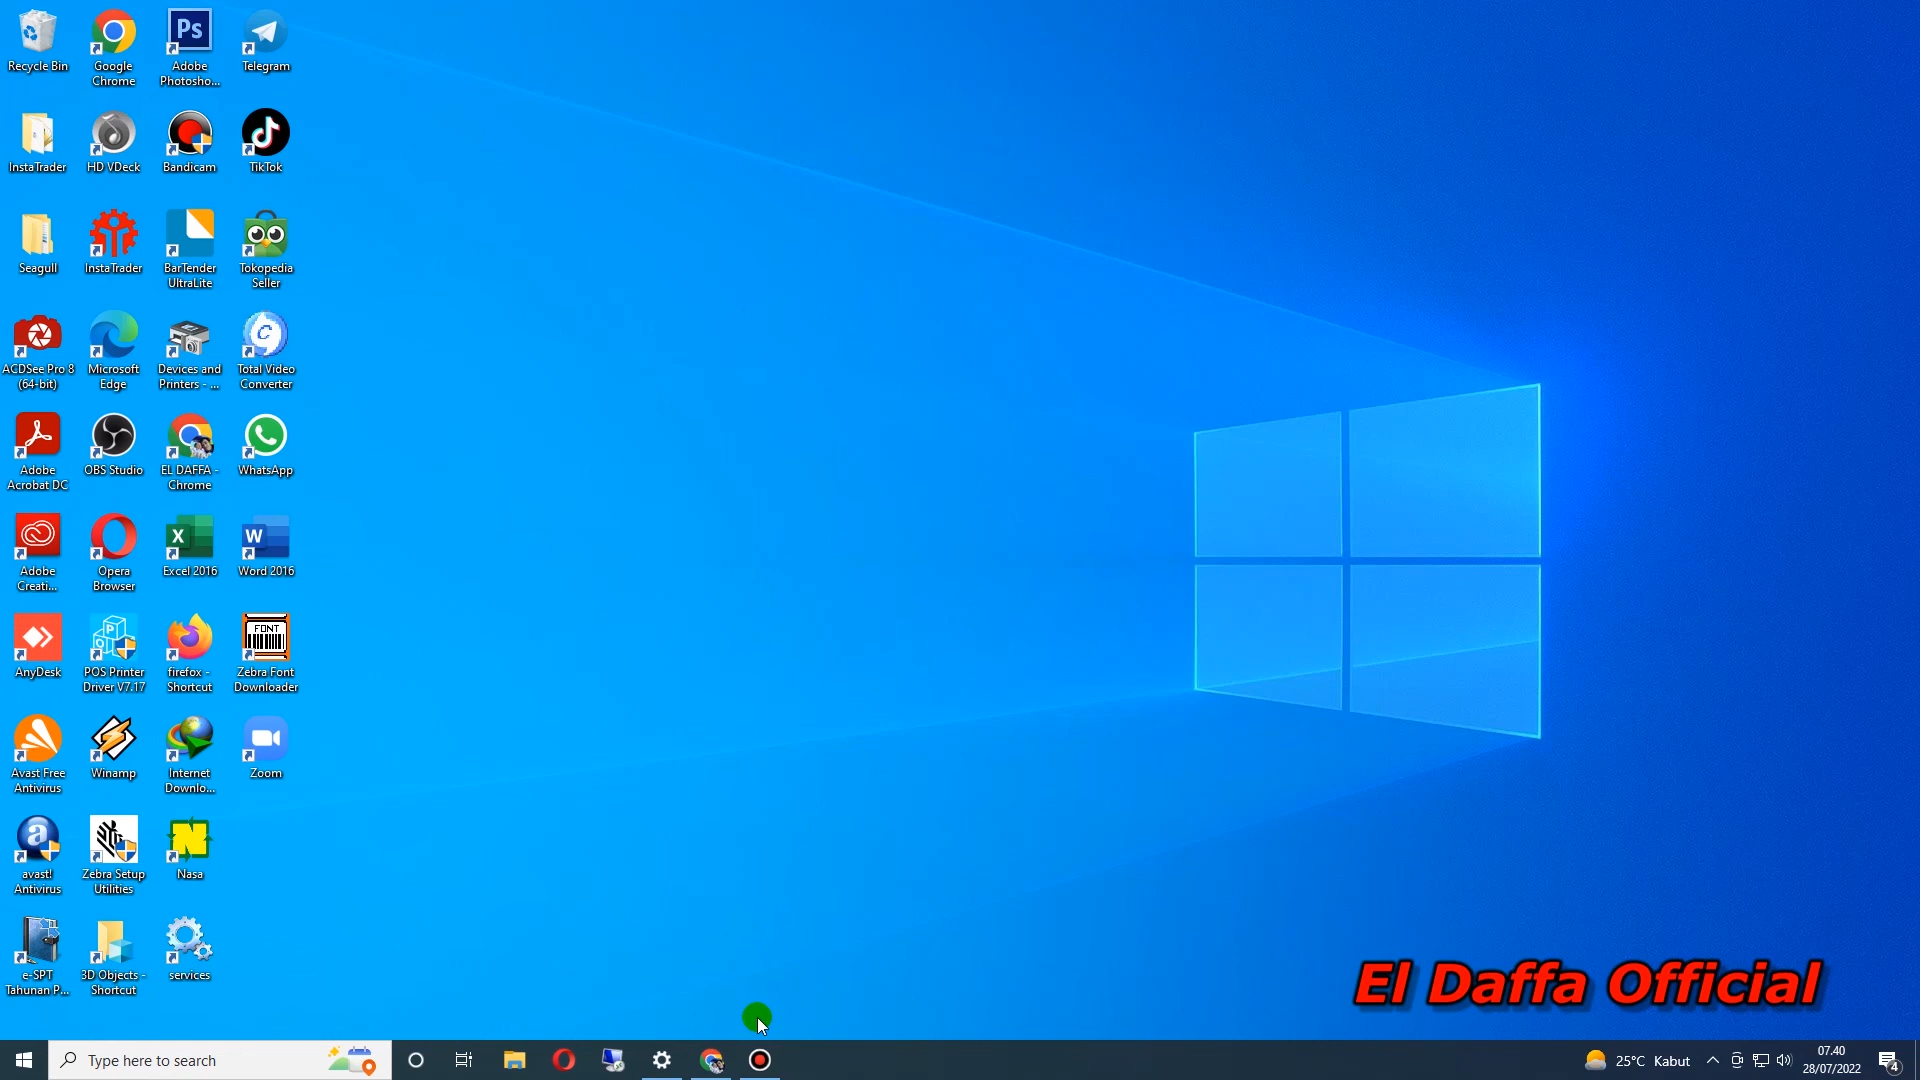 Recycle Bin
Google
Chrome
Ps
Adobe
Photosho...
Telegram
InstaTrader
HD VDeck
Bandicam
TikTok
Seagull
InstaTrader
BarTender
UltraLite
Tokopedia
Seller
ACDSee Pro 8
(64-bit)
Microsoft
Edge
Devices and
Printers - ...
C
Total Video
Converter
Adobe
Acrobat DC
OBS Studio
EL DAFFA -
Chrome
WhatsApp
Adobe
Creati...
Opera
Browser
X
Excel 2016
W
Word 2016
AnyDesk
POS Printer
Driver V7.17
firefox -
Shortcut
FONT
Zebra Font
Downloader
Avast Free
Antivirus
Winamp
Internet
Downlo...
Zoom
a
avast!
Antivirus
Zebra Setup
Utilities
N
Nasa
e-SPT
Tahunan P...
3D Objects -
Shortcut
services
El Daffa Official
Type here to search
25°C Kabut
07.40
28/07/2022
4